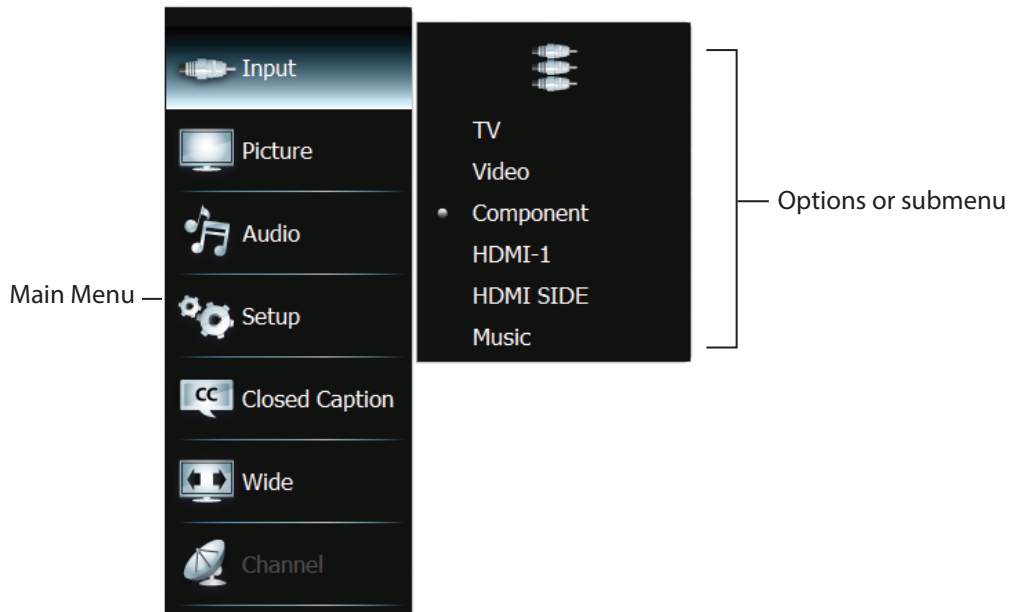 Main Menu
Input
Picture
Audio
Setup
CC
Closed Caption
Wide
Channel
TV
Video
Component
HDMI-1
HDMI SIDE
Music
Options or submenu